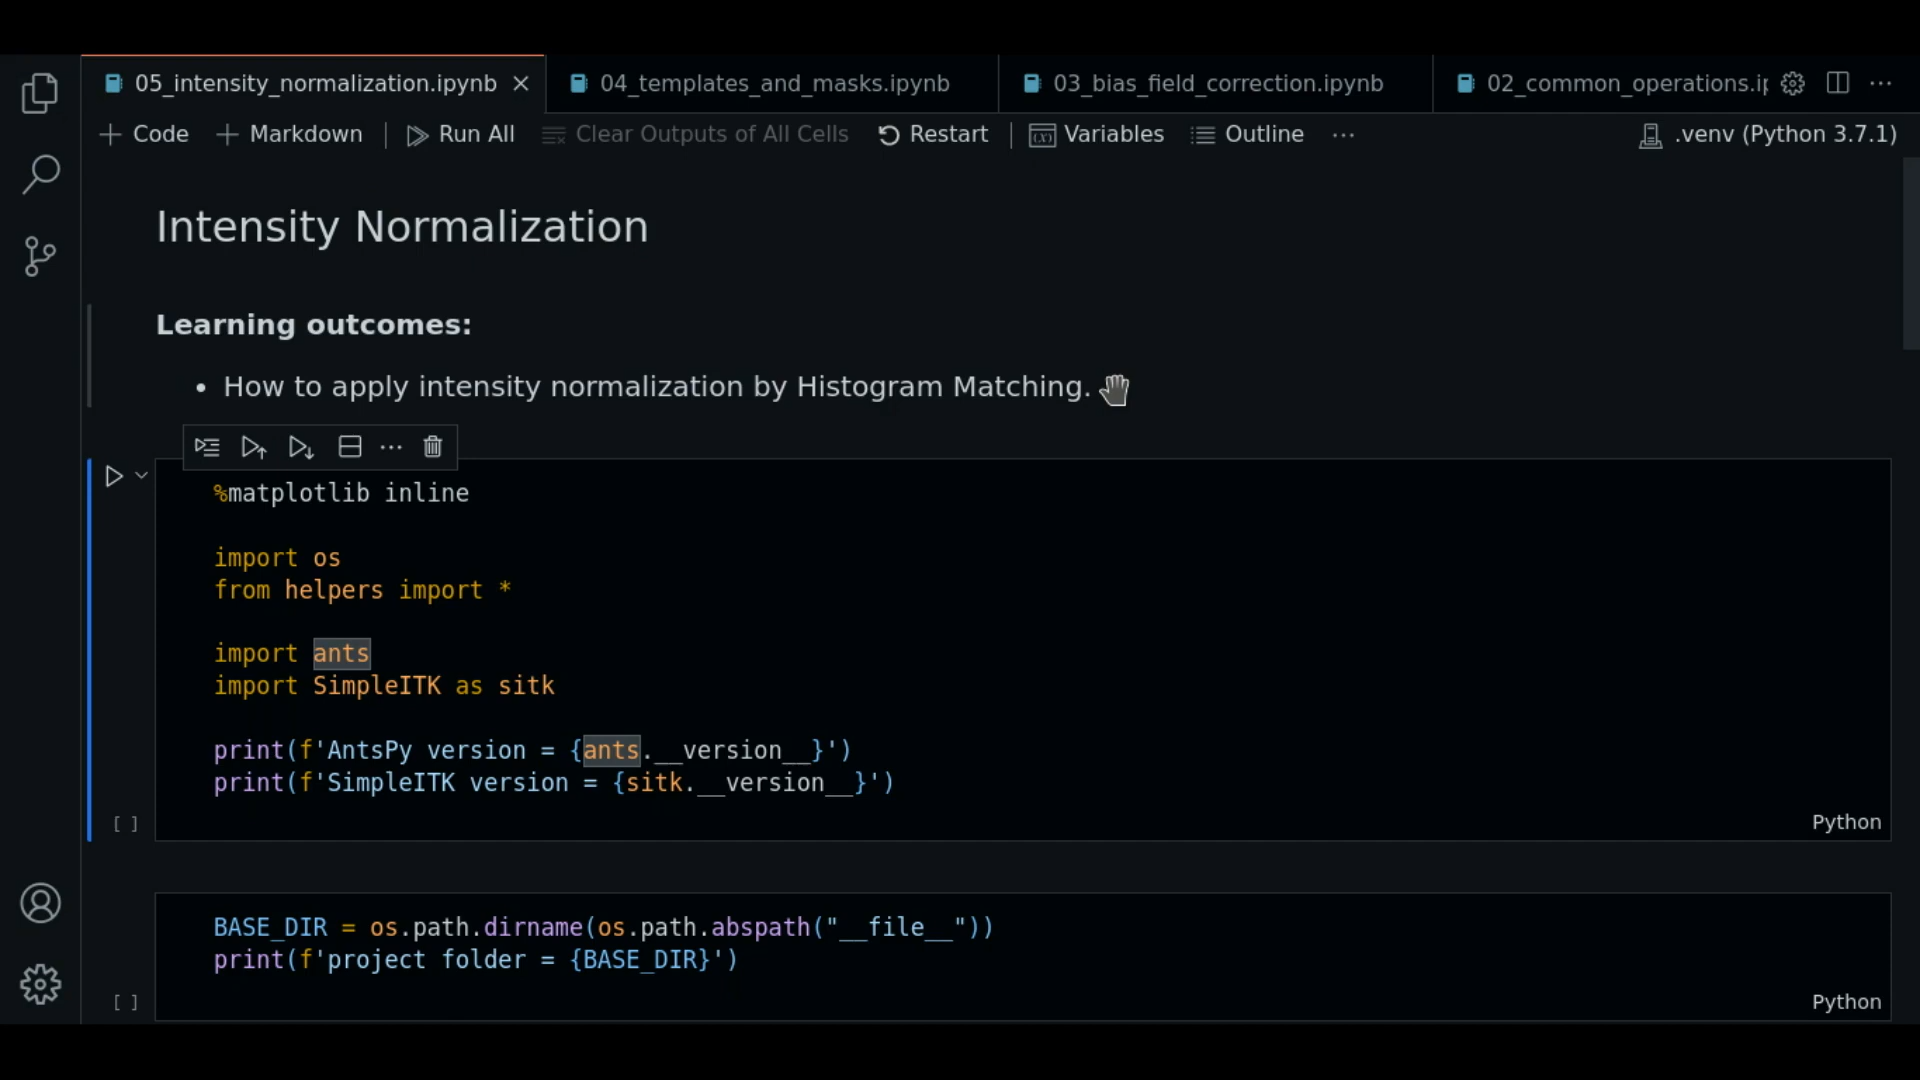 05_intensity_normalization.ipynb
04_templates_and_masks.ipynb
03_bias_field_correction.ipynb
02_common_operations.ip
+ Code
+ Markdown
Run All
Clear Outputs of All Cells
Restart
Variables
Outline
...
.venv (Python 3.7.1)
Intensity Normalization
Learning outcomes:
• How to apply intensity normalization by Histogram Matching.
%matplotlib inline
import os
from helpers import *
import ants
import SimpleITK as sitk
print(f'AntsPy version = {ants.__version__}')
print(f'SimpleITK version = {sitk.__version__}')
[ ]
Python
BASE_DIR = os.path.dirname(os.path.abspath("__file__"))
print(f'project folder = {BASE_DIR}')
[ ]
Python